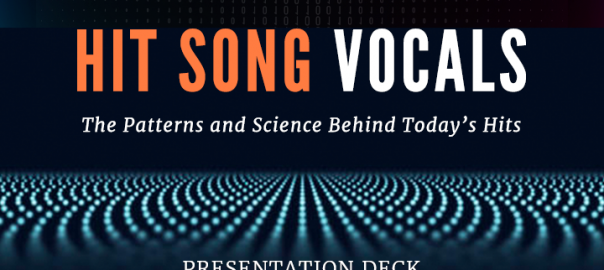 HIT SONG VOCALS
The Patterns and Science Behind Today's Hits
PRESENTATION DECK